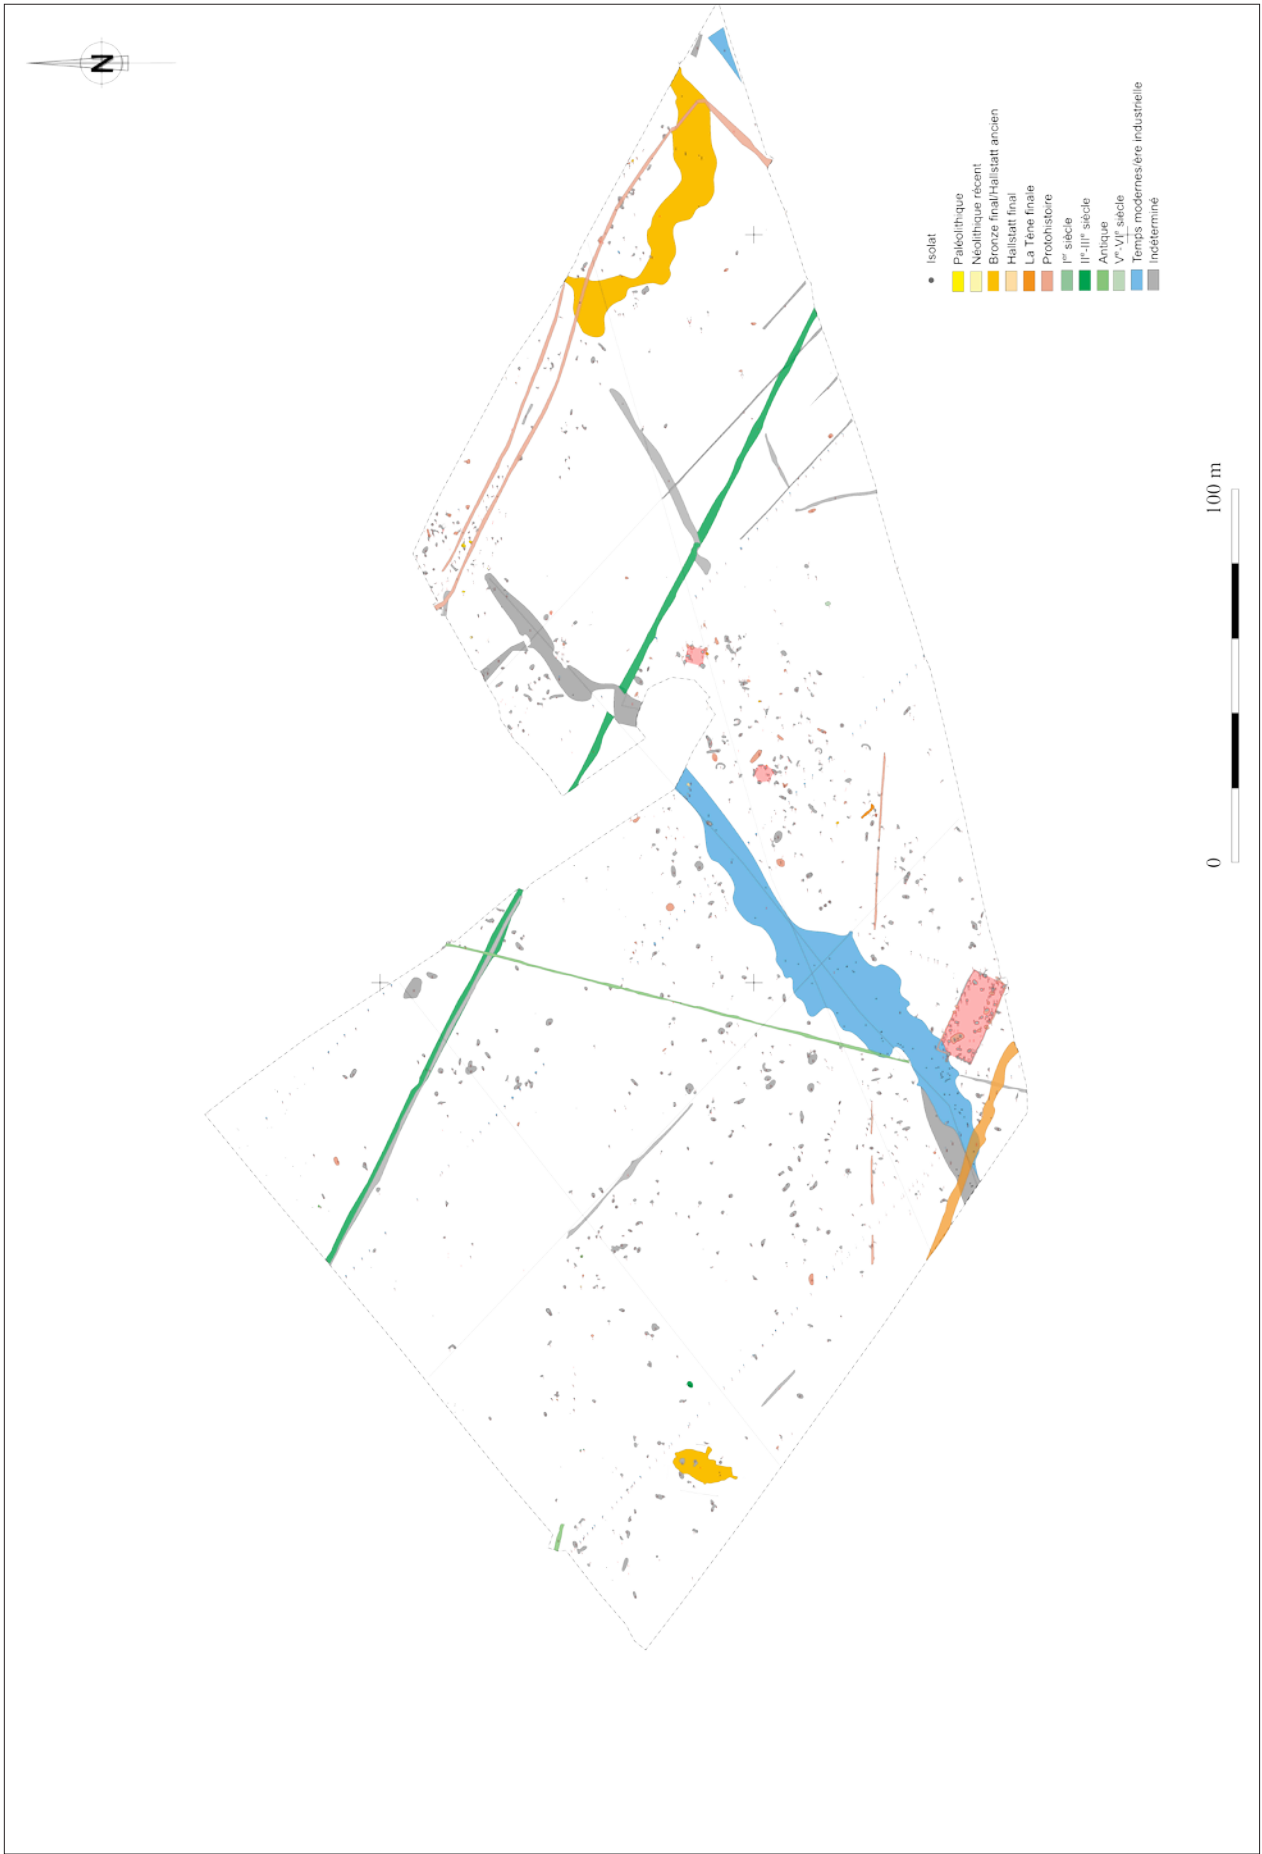 N
Isolat
Paléolithique
Néolithique récent
Bronze final/Hallstatt ancien
Hallstatt final
La Tène finale
Protohistoire
Iᵉʳ siècle
IIᵉ-IIIᵉ siècle
Antique
Vᵉ-VIᵉ siècle
Temps modernes/ère industrielle
Indéterminé
0
100 m